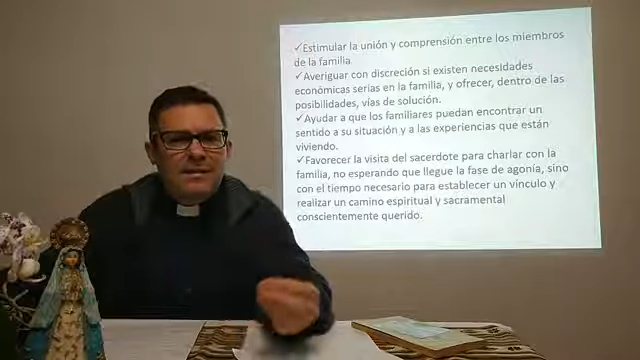 ✓Estimular la unión y comprensión entre los miembros
de la familia
✓Averiguar con discreción si existen necesidades
económicas serias en la familia, y ofrecer, dentro de las
posibilidades, vías de solución.
✓Ayudar a que los familiares puedan encontrar un
sentido a su situación y a las experiencias que están
viviendo.
✓Favorecer la visita del sacerdote para charlar con la
familia, no esperando que llegue la fase de agonía, sino
con el tiempo necesario para establecer un vínculo y
realizar un camino espiritual y sacramental
conscientemente querido.